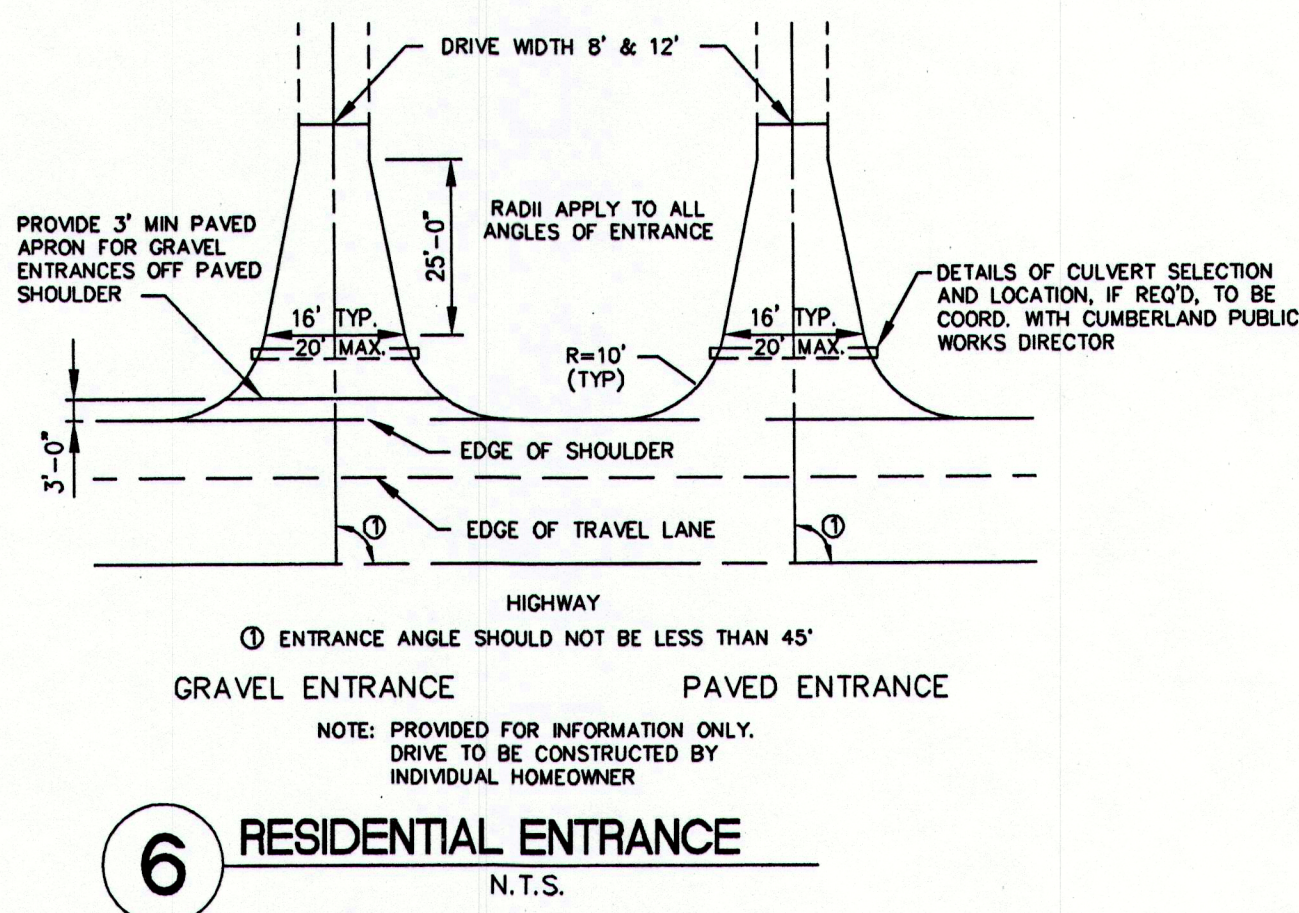 DRIVE WIDTH 8' & 12'
PROVIDE 3' MIN PAVED
APRON FOR GRAVEL
ENTRANCES OFF PAVED
SHOULDER
25'-0"
RADII APPLY TO ALL
ANGLES OF ENTRANCE
DETAILS OF CULVERT SELECTION
AND LOCATION, IF REQ'D, TO BE
COORD. WITH CUMBERLAND PUBLIC
WORKS DIRECTOR
16' TYP.
20' MAX.
R=10'
(TYP)
16' TYP.
20' MAX.
3'-0"
EDGE OF SHOULDER
EDGE OF TRAVEL LANE
①
①
HIGHWAY
① ENTRANCE ANGLE SHOULD NOT BE LESS THAN 45°
GRAVEL ENTRANCE
PAVED ENTRANCE
NOTE: PROVIDED FOR INFORMATION ONLY.
DRIVE TO BE CONSTRUCTED BY
INDIVIDUAL HOMEOWNER
6 RESIDENTIAL ENTRANCE
N.T.S.